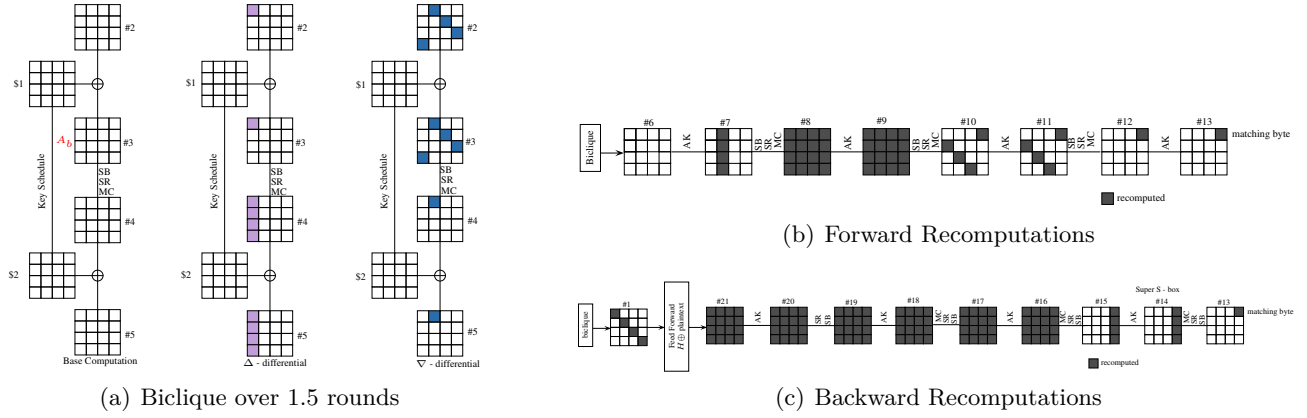 #2
#2
#2
$1
$1
$1
A_b
#3
#3
#3
Key Schedule
Key Schedule
Key Schedule
SB
SR
MC
SB
SR
MC
SB
SR
MC
#4
#4
#4
$2
$2
$2
#5
#5
#5
Base Computation
Δ - differential
∇ - differential
(a) Biclique over 1.5 rounds
Biclique
#6
AK
#7
SB
SR
MC
#8
AK
#9
SB
SR
MC
#10
AK
#11
SB
SR
MC
#12
AK
#13
matching byte
recomputed
(b) Forward Recomputations
biclique
#1
Feed Forward
H ⊕ plaintext
#21
AK
#20
SR
SB
#19
AK
#18
MC
SR
SB
#17
AK
#16
MC
SR
SB
#15
AK
Super S - box
#14
MC
SR
SB
#13
matching byte
recomputed
(c) Backward Recomputations